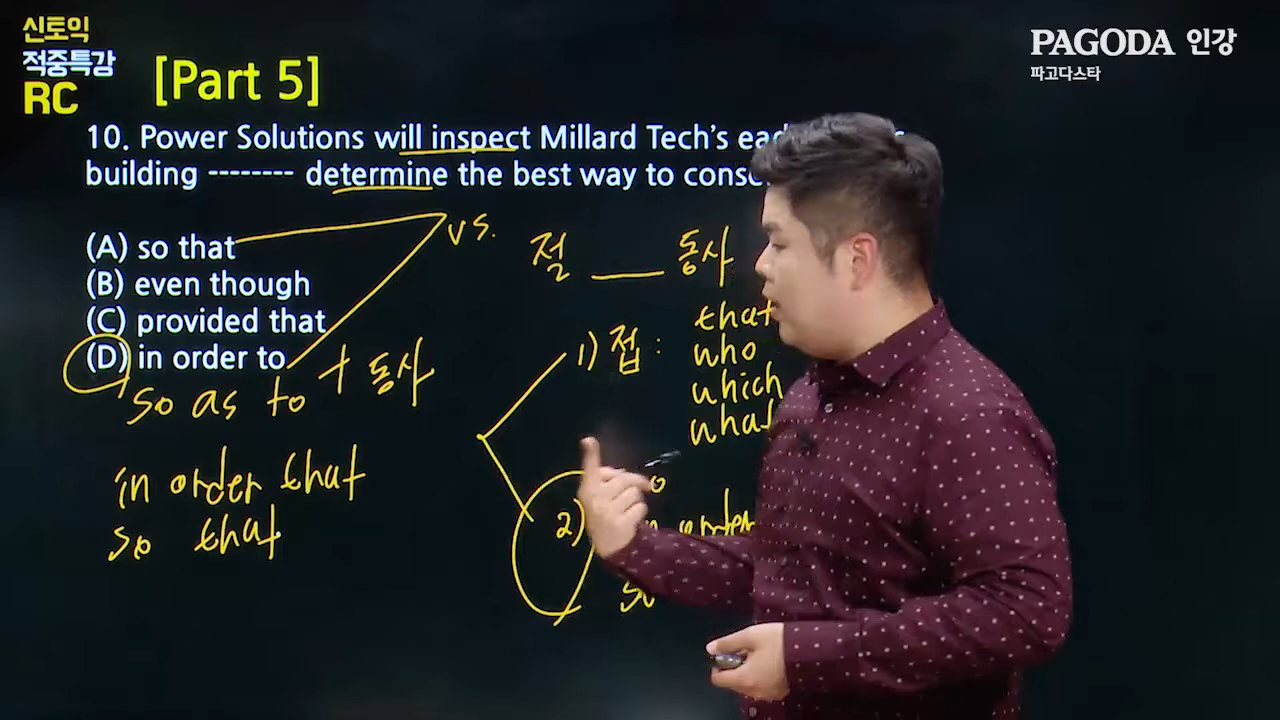 신토익
적중특강
RC
[Part 5]
PAGODA 인강
파고다스타
10. Power Solutions will inspect Millard Tech's
building -------- determine the best way to
(A) so that
(B) even though
(C) provided that
(D) in order to
vs.
+ 동사
so as to
in order that
so that
절 ___ 동사
1) 접 : that
who
which
what
2)